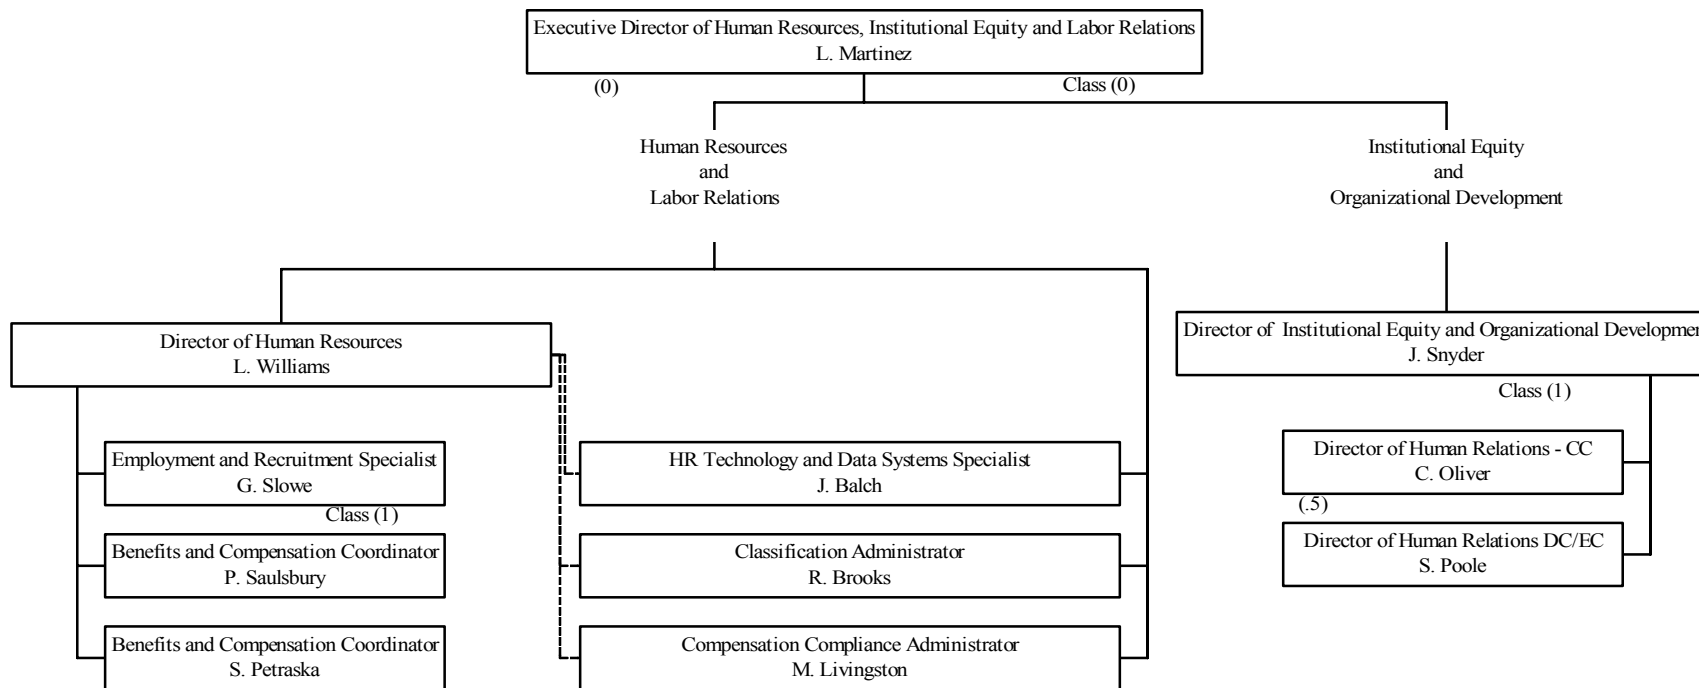 Executive Director of Human Resources, Institutional Equity and Labor Relations
L. Martinez
(0)
Class (0)
Human Resources
and
Labor Relations
Institutional Equity
and
Organizational Development
Director of Human Resources
L. Williams
Director of Institutional Equity and Organizational Developmen
J. Snyder
Class (1)
Employment and Recruitment Specialist
G. Slowe
Class (1)
Benefits and Compensation Coordinator
P. Saulsbury
Benefits and Compensation Coordinator
S. Petraska
HR Technology and Data Systems Specialist
J. Balch
Classification Administrator
R. Brooks
Compensation Compliance Administrator
M. Livingston
Director of Human Relations - CC
C. Oliver
(.5)
Director of Human Relations DC/EC
S. Poole